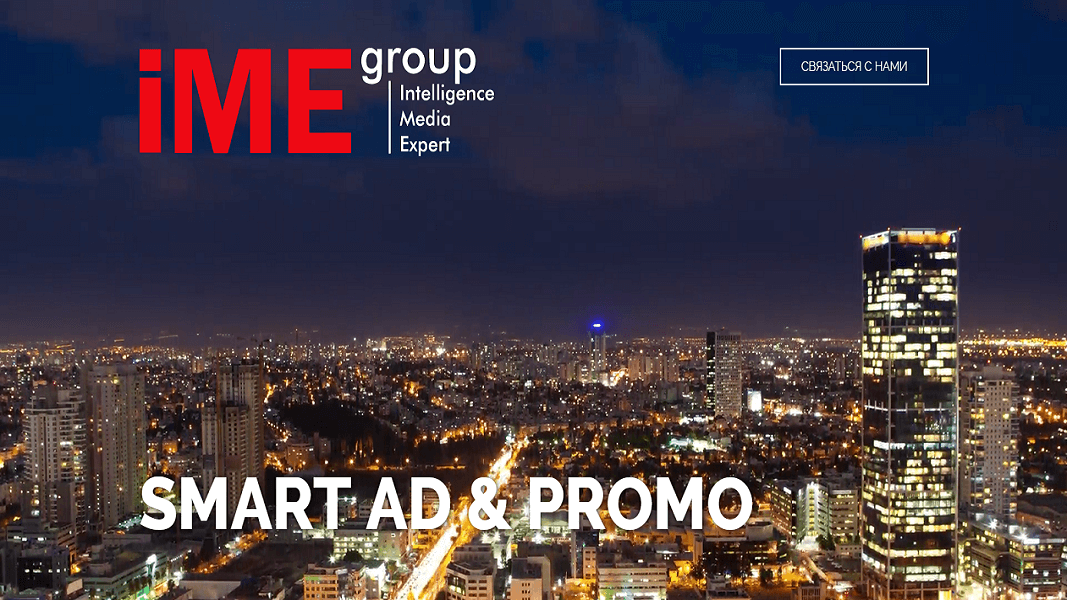 iME group
Intelligence
Media
Expert
СВЯЗАТЬСЯ С НАМИ
SMART AD & PROMO